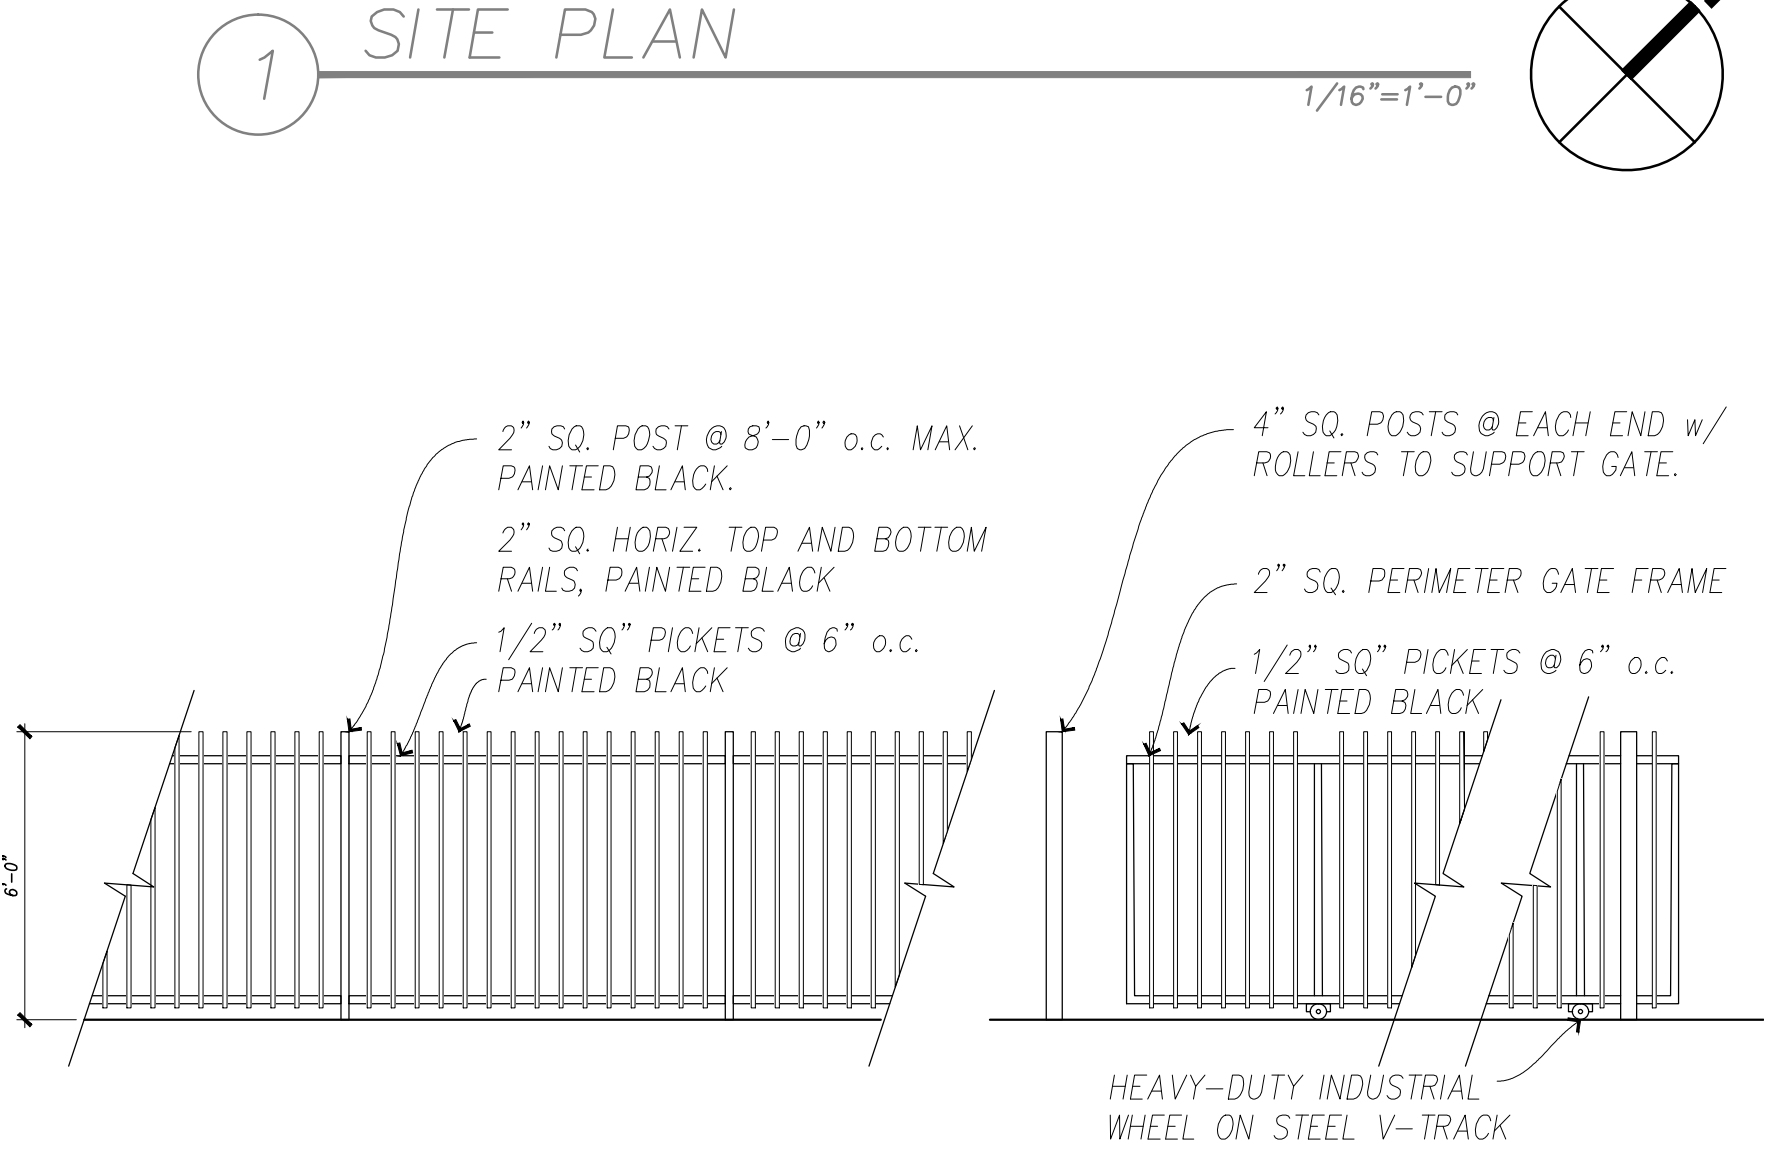 1
SITE PLAN
1/16"=1'-0"
2" SQ. POST @ 8'-0" o.c. MAX.
PAINTED BLACK.
2" SQ. HORIZ. TOP AND BOTTOM
RAILS, PAINTED BLACK
1/2" SQ" PICKETS @ 6" o.c.
PAINTED BLACK
6'-0"
4" SQ. POSTS @ EACH END w/
ROLLERS TO SUPPORT GATE.
2" SQ. PERIMETER GATE FRAME
1/2" SQ" PICKETS @ 6" o.c.
PAINTED BLACK
HEAVY-DUTY INDUSTRIAL
WHEEL ON STEEL V-TRACK